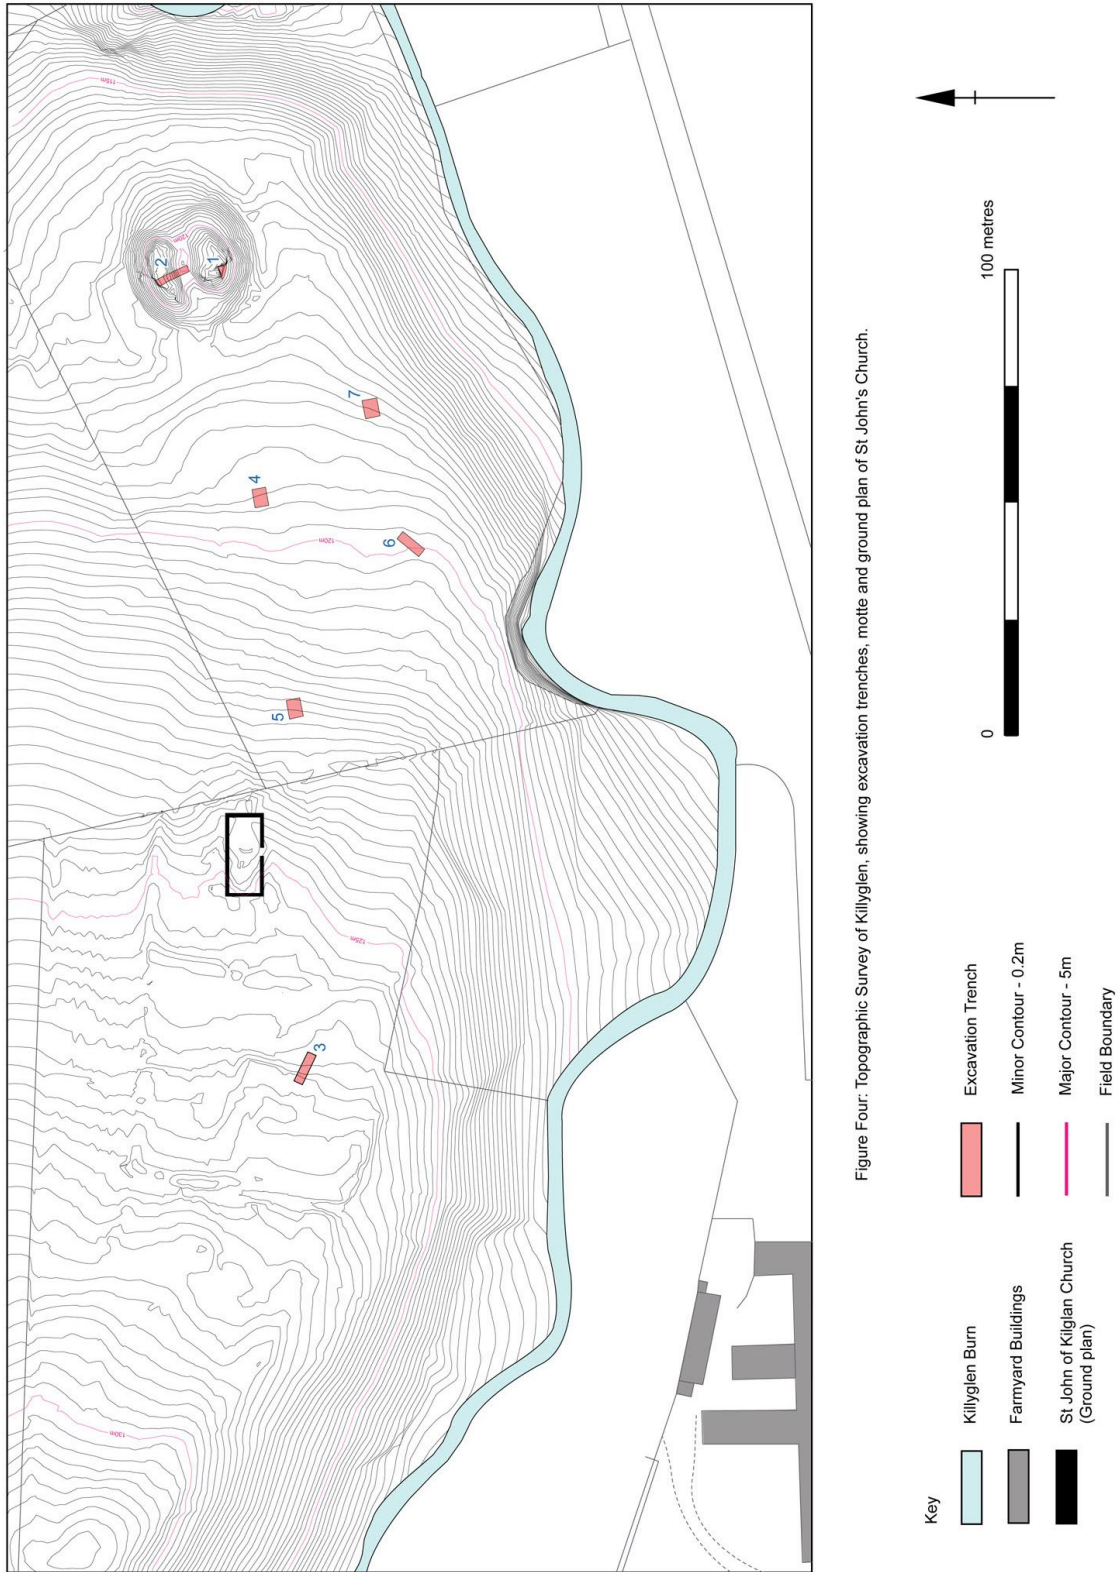 115m
120m
2
1
7
4
120m
6
5
125m
3
130m
Figure Four: Topographic Survey of Killyglen, showing excavation trenches, motte and ground plan of St John's Church.
0
100 metres
Key
Killyglen Burn
Farmyard Buildings
St John of Kilglan Church
(Ground plan)
Excavation Trench
Minor Contour - 0.2m
Major Contour - 5m
Field Boundary